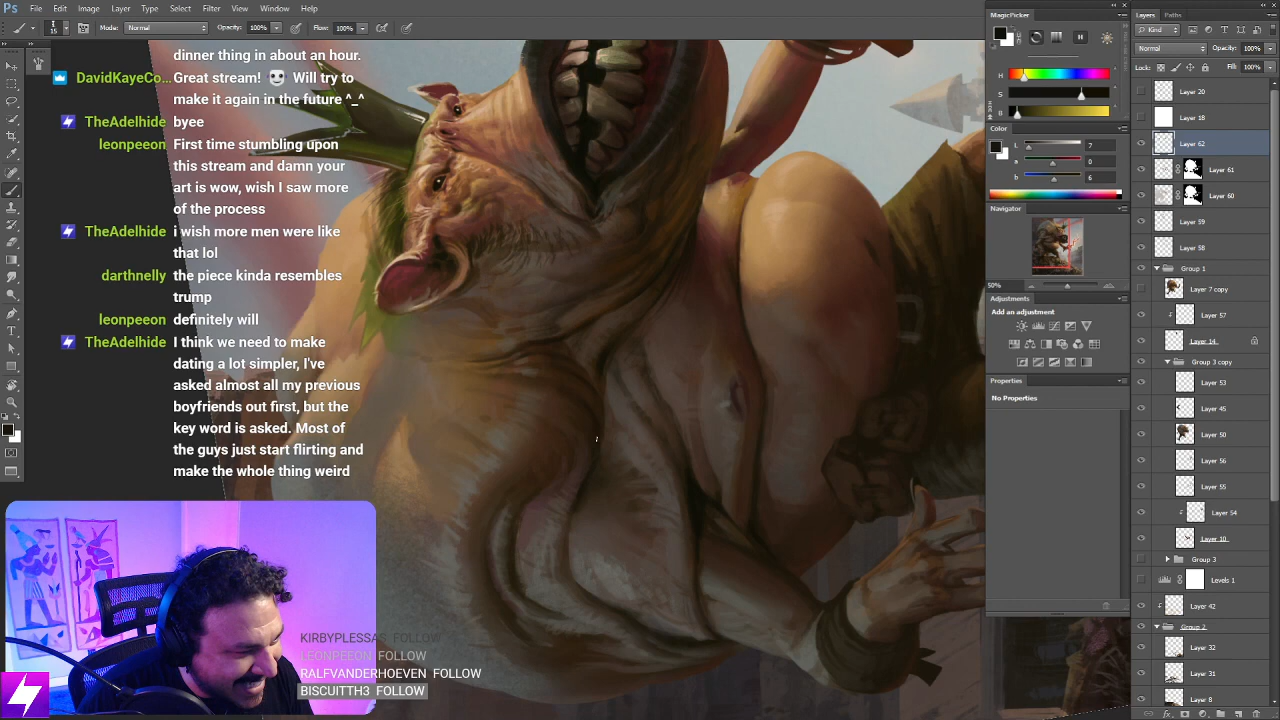 Ps File Edit Image Layer Type Select Filter 3D View Window Help
15 Mode: Normal Opacity: 100% Flow: 100%
dinner thing in about an hour.
DavidKayeCo... Great stream! Will try to
make it again in the future ^_^
TheAdelhide byee
leonpeeon First time stumbling upon
this stream and damn your
art is wow, wish I saw more
of the process
TheAdelhide i wish more men were like
that lol
darthnelly the piece kinda resembles
trump
leonpeeon definitely will
TheAdelhide I think we need to make
dating a lot simpler, I've
asked almost all my previous
boyfriends out first, but the
key word is asked. Most of
the guys just start flirting and
make the whole thing weird
KIRBYPLESSAS FOLLOW
LEONPEEON FOLLOW
RALFVANDERHOEVEN FOLLOW
BISCUITTH3 FOLLOW
MagicPicker
H
S
B
Color
L 7
a 0
b 6
Navigator
50%
Adjustments
Add an adjustment
Properties
No Properties
Layers Paths
Kind
Normal Opacity: 100%
Lock: Fill: 100%
Layer 20
Layer 18
Layer 62
Layer 61
Layer 60
Layer 59
Layer 58
Group 1
Layer 7 copy
Layer 57
Layer 14
Group 3 copy
Layer 53
Layer 45
Layer 50
Layer 56
Layer 55
Layer 54
Layer 10
Group 3
Levels 1
Layer 42
Group 2
Layer 32
Layer 31
Layer 8